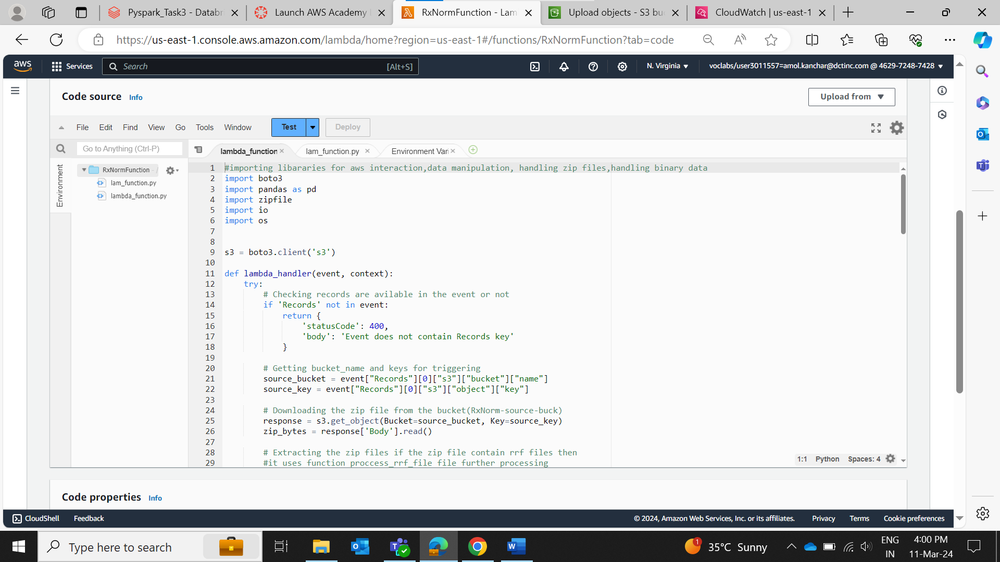 Pyspark_Task3 - Databr
Launch AWS Academy
RxNormFunction - Lam
Upload objects - S3 bu
CloudWatch | us-east-1
https://us-east-1.console.aws.amazon.com/lambda/home?region=us-east-1#/functions/RxNormFunction?tab=code
aws
Services
Search
[Alt+S]
N. Virginia
voclabs/user3011557=amol.kanchar@dctinc.com @ 4629-7248-7428
Code source
Info
Upload from
File Edit Find View Go Tools Window
Test
Deploy
Go to Anything (Ctrl-P)
lambda_function
lam_function.py
Environment Vari
Environment
RxNormFunction - /
lam_function.py
lambda_function.py
1 #importing libararies for aws interaction,data manipulation, handling zip files,handling binary data
2 import boto3
3 import pandas as pd
4 import zipfile
5 import io
6 import os
7
8
9 s3 = boto3.client('s3')
10
11 def lambda_handler(event, context):
12 try:
13 # Checking records are avilable in the event or not
14 if 'Records' not in event:
15 return {
16 'statusCode': 400,
17 'body': 'Event does not contain Records key'
18 }
19
20 # Getting bucket_name and keys for triggering
21 source_bucket = event["Records"][0]["s3"]["bucket"]["name"]
22 source_key = event["Records"][0]["s3"]["object"]["key"]
23
24 # Downloading the zip file from the bucket(RxNorm-source-buck)
25 response = s3.get_object(Bucket=source_bucket, Key=source_key)
26 zip_bytes = response['Body'].read()
27
28 # Extracting the zip files if the zip file contain rrf files then
29 #it uses function proccess_rrf_file file further processing
1:1 Python Spaces: 4
Code properties
Info
CloudShell
Feedback
© 2024, Amazon Web Services, Inc. or its affiliates.
Privacy
Terms
Cookie preferences
Type here to search
1
35°C Sunny
ENG
IN
4:00 PM
11-Mar-24